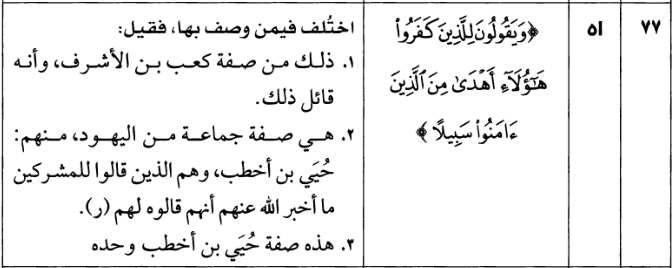 ٧٧
٥١
﴿وَيَقُولُونَ لِلَّذِينَ كَفَرُوا۟
هَٰٓؤُلَآءِ أَهْدَىٰ مِنَ ٱلَّذِينَ
ءَامَنُوا۟ سَبِيلًا ﴾
اختُلف فيمن وصف بها، فقيل:
١. ذلك من صفة كعب بن الأشرف، وأنه
قائل ذلك.
٢. هي صفة جماعة من اليهود، منهم:
حُيَي بن أخطب، وهم الذين قالوا للمشركين
ما أخبر الله عنهم أنهم قالوه لهم (ر).
٣. هذه صفة حُيَي بن أخطب وحده